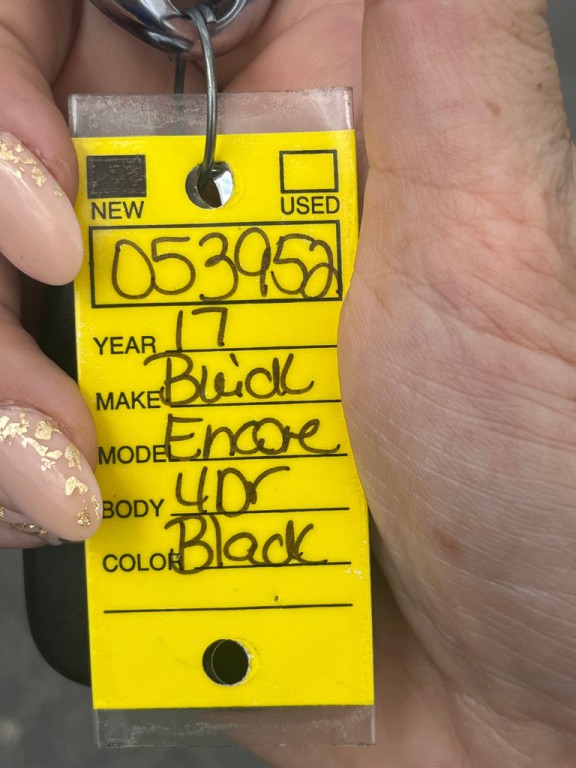 NEW USED
053952
YEAR 17
MAKE Buick
MODEL Encore
BODY 4Dr
COLOR Black